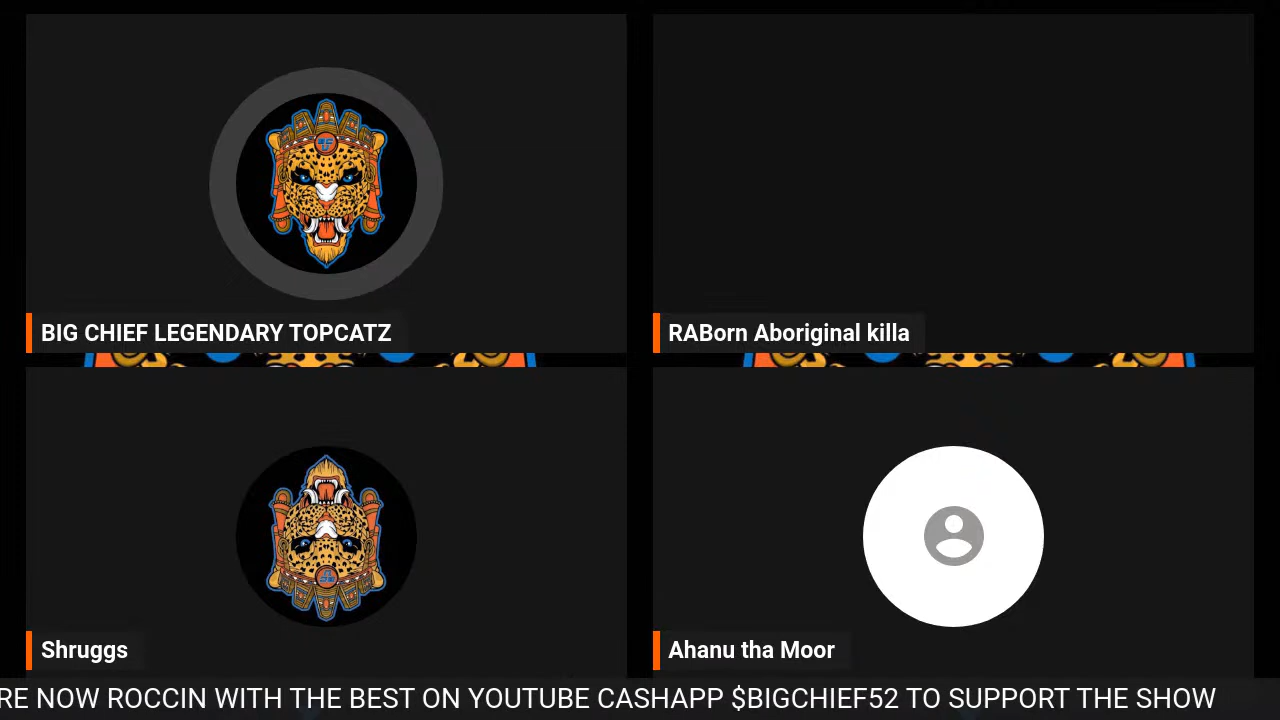 BIG CHIEF LEGENDARY TOPCATZ
RABorn Aboriginal killa
Shruggs
Ahanu tha Moor
RE NOW ROCCIN WITH THE BEST ON YOUTUBE CASHAPP $BIGCHIEF52 TO SUPPORT THE SHOW